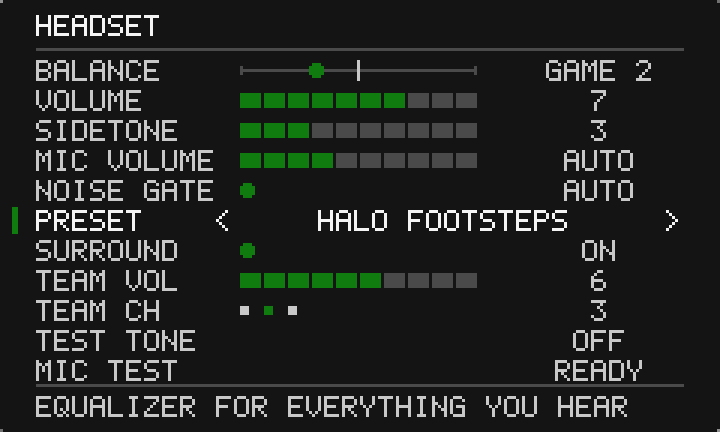 HEADSET
BALANCE GAME 2
VOLUME 7
SIDETONE 3
MIC VOLUME AUTO
NOISE GATE AUTO
PRESET < HALO FOOTSTEPS >
SURROUND ON
TEAM VOL 6
TEAM CH 3
TEST TONE OFF
MIC TEST READY
EQUALIZER FOR EVERYTHING YOU HEAR